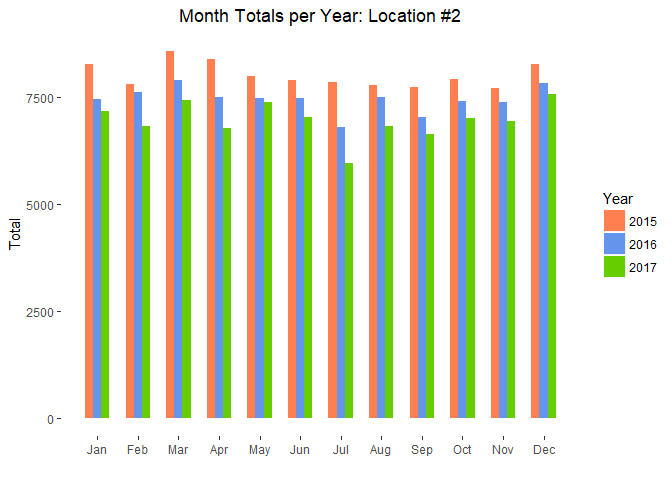 Month Totals per Year: Location #2
Total
7500
5000
2500
0
Jan Feb Mar Apr May Jun Jul Aug Sep Oct Nov Dec
Year
2015
2016
2017